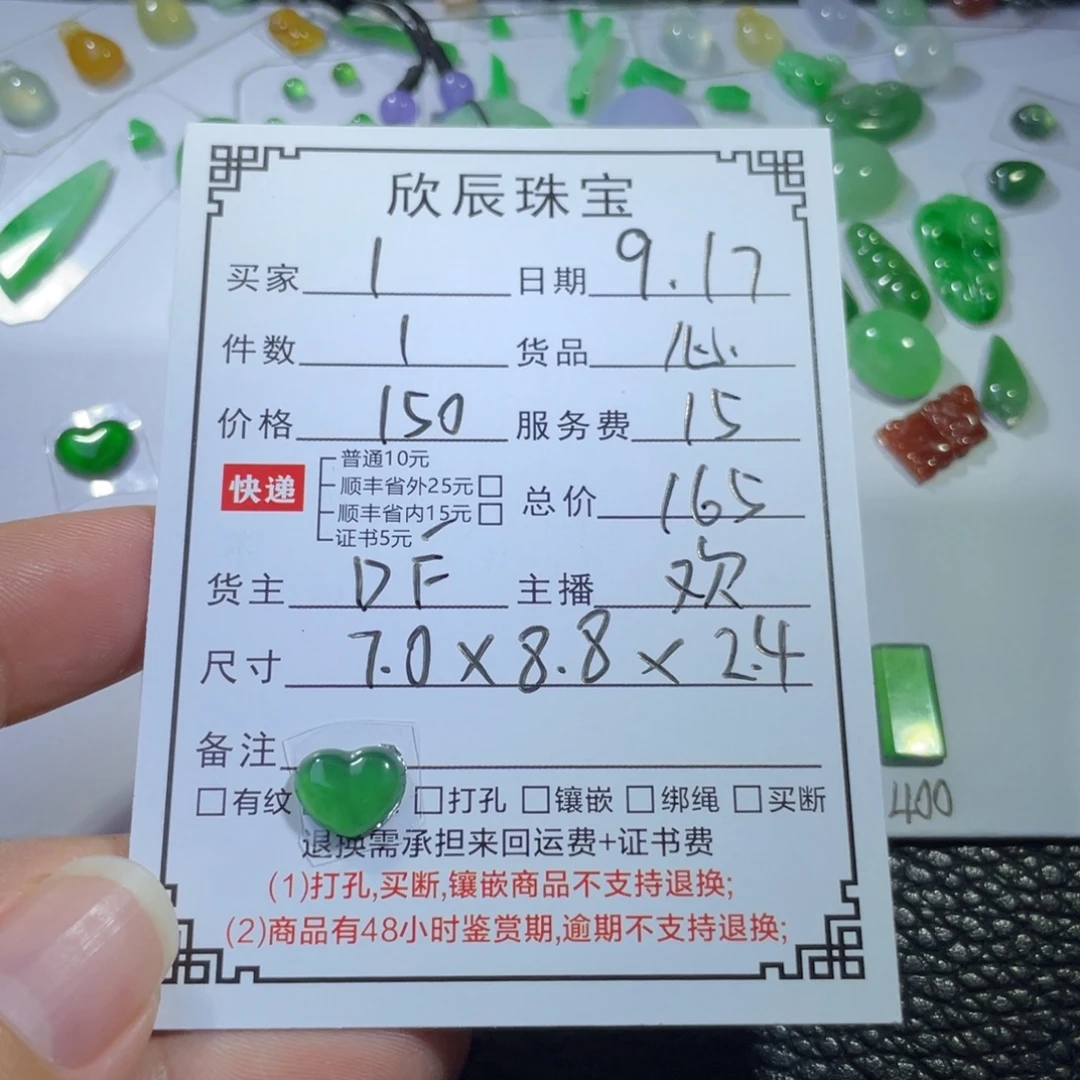 欣辰珠宝
买家 1 日期 9.17
件数 1 货品 心
价格 150 服务费 15
快递 普通10元
顺丰省外25元□
顺丰省内15元□
证书5元
总价 165
货主 DF 主播 欢
尺寸 7.0×8.8×2.4
备注
□有纹 □打孔 □镶嵌 □绑绳 □买断
退换需承担来回运费+证书费
(1)打孔,买断,镶嵌商品不支持退换;
(2)商品有48小时鉴赏期,逾期不支持退换;
400